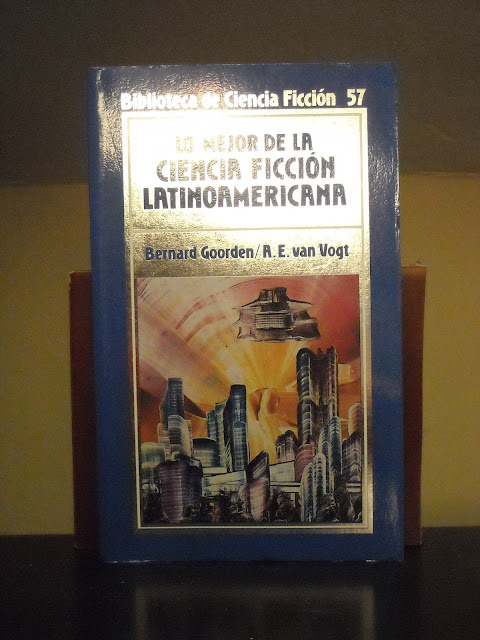 Biblioteca de Ciencia Ficción 57
LO MEJOR DE LA
CIENCIA FICCIÓN
LATINOAMERICANA
Bernard Goorden/A.E. van Vogt